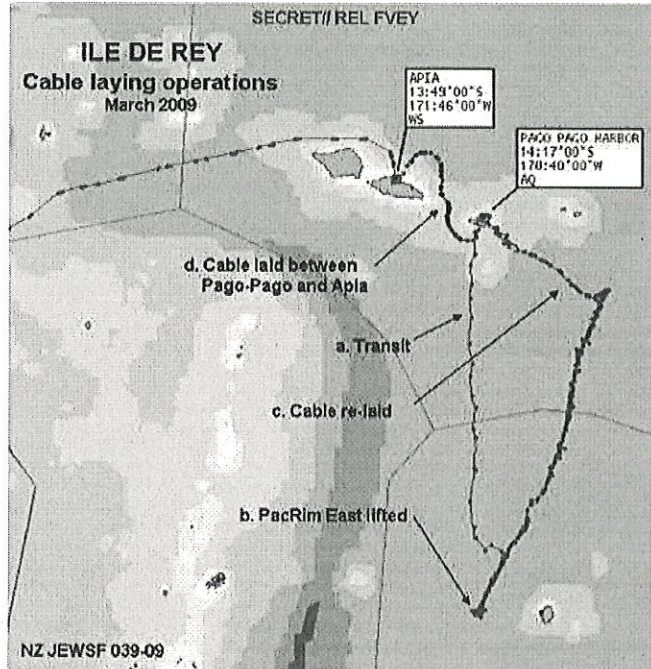 SECRET// REL FVEY
ILE DE REY
Cable laying operations
March 2009
APIA
13:49'00"S
171:46'00"W
WS
PAGO PAGO HARBOR
14:17'00"S
170:40'00"W
AQ
d. Cable laid between
Pago-Pago and Apia
a. Transit
c. Cable re-laid
b. PacRim East lifted
NZ JEWSF 039-09